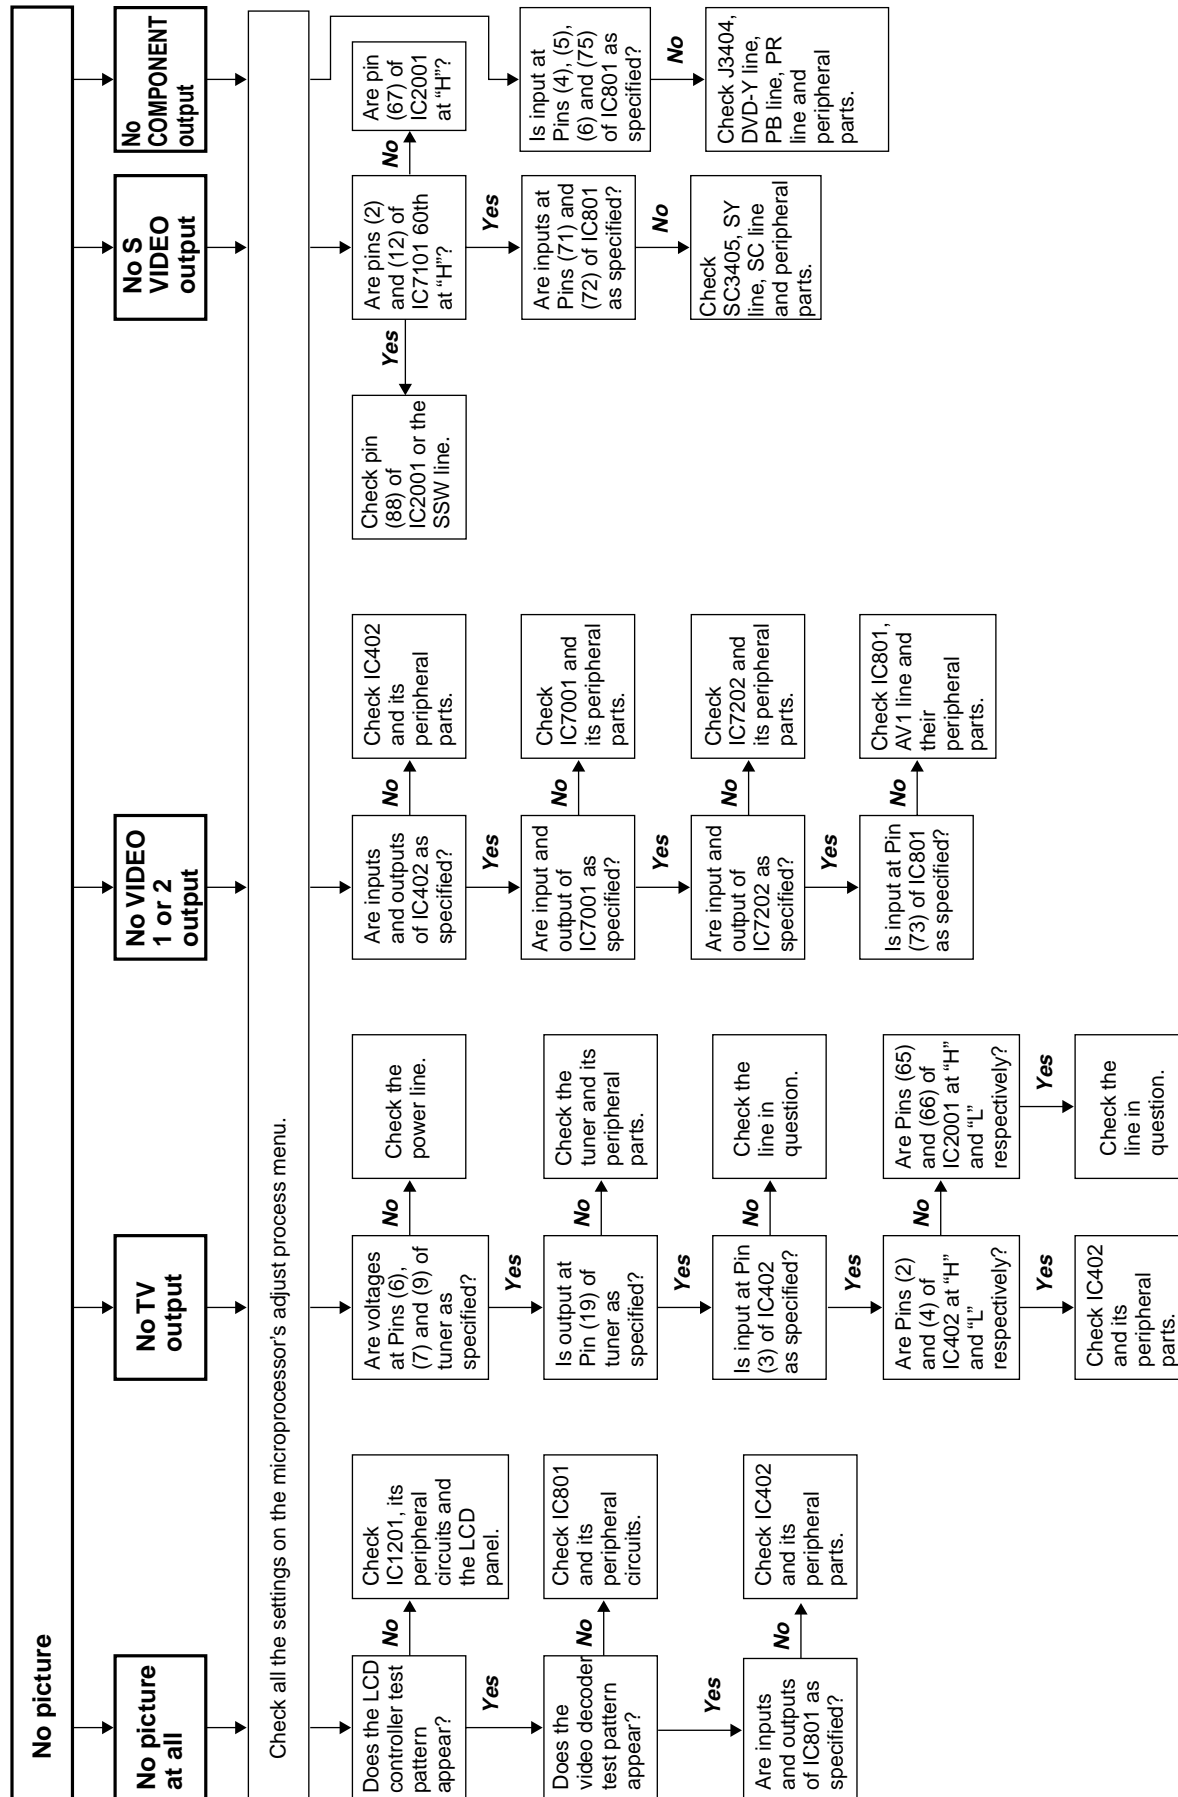 No picture
No picture
at all
No TV
output
No VIDEO
1 or 2
output
No S
VIDEO
output
No
COMPONENT
output
Check all the settings on the microprocessor's adjust process menu.
Does the LCD
controller test
pattern
appear?
No
Check
IC1201, its
peripheral
circuits and
the LCD
panel.
Yes
Does the
video decoder
test pattern
appear?
No
Check IC801
and its
peripheral
circuits.
Yes
Are inputs
and outputs
of IC801 as
specified?
No
Check IC402
and its
peripheral
parts.
Are voltages
at Pins (6),
(7) and (9) of
tuner as
specified?
No
Check the
power line.
Yes
Is output at
Pin (19) of
tuner as
specified?
No
Check the
tuner and its
peripheral
parts.
Yes
Is input at Pin
(3) of IC402
as specified?
No
Check the
line in
question.
Yes
Are Pins (2)
and (4) of
IC402 at “H”
and “L”
respectively?
No
Are Pins (65)
and (66) of
IC2001 at “H”
and “L”
respectively?
Yes
Check IC402
and its
peripheral
parts.
Yes
Check the
line in
question.
Are inputs
and outputs
of IC402 as
specified?
No
Check IC402
and its
peripheral
parts.
Yes
Are input and
output of
IC7001 as
specified?
No
Check
IC7001 and
its peripheral
parts.
Yes
Are input and
output of
IC7202 as
specified?
No
Check
IC7202 and
its peripheral
parts.
Yes
Is input at Pin
(73) of IC801
as specified?
No
Check IC801,
AV1 line and
their
peripheral
parts.
Check pin
(88) of
IC2001 or the
SSW line.
Yes
Are pins (2)
and (12) of
IC7101 60th
at “H”?
No
Are pin
(67) of
IC2001
at “H”?
Yes
Are inputs at
Pins (71) and
(72) of IC801
as specified?
No
Check
SC3405, SY
line, SC line
and peripheral
parts.
Is input at
Pins (4), (5),
(6) and (75)
of IC801 as
specified?
No
Check J3404,
DVD-Y line,
PB line, PR
line and
peripheral
parts.